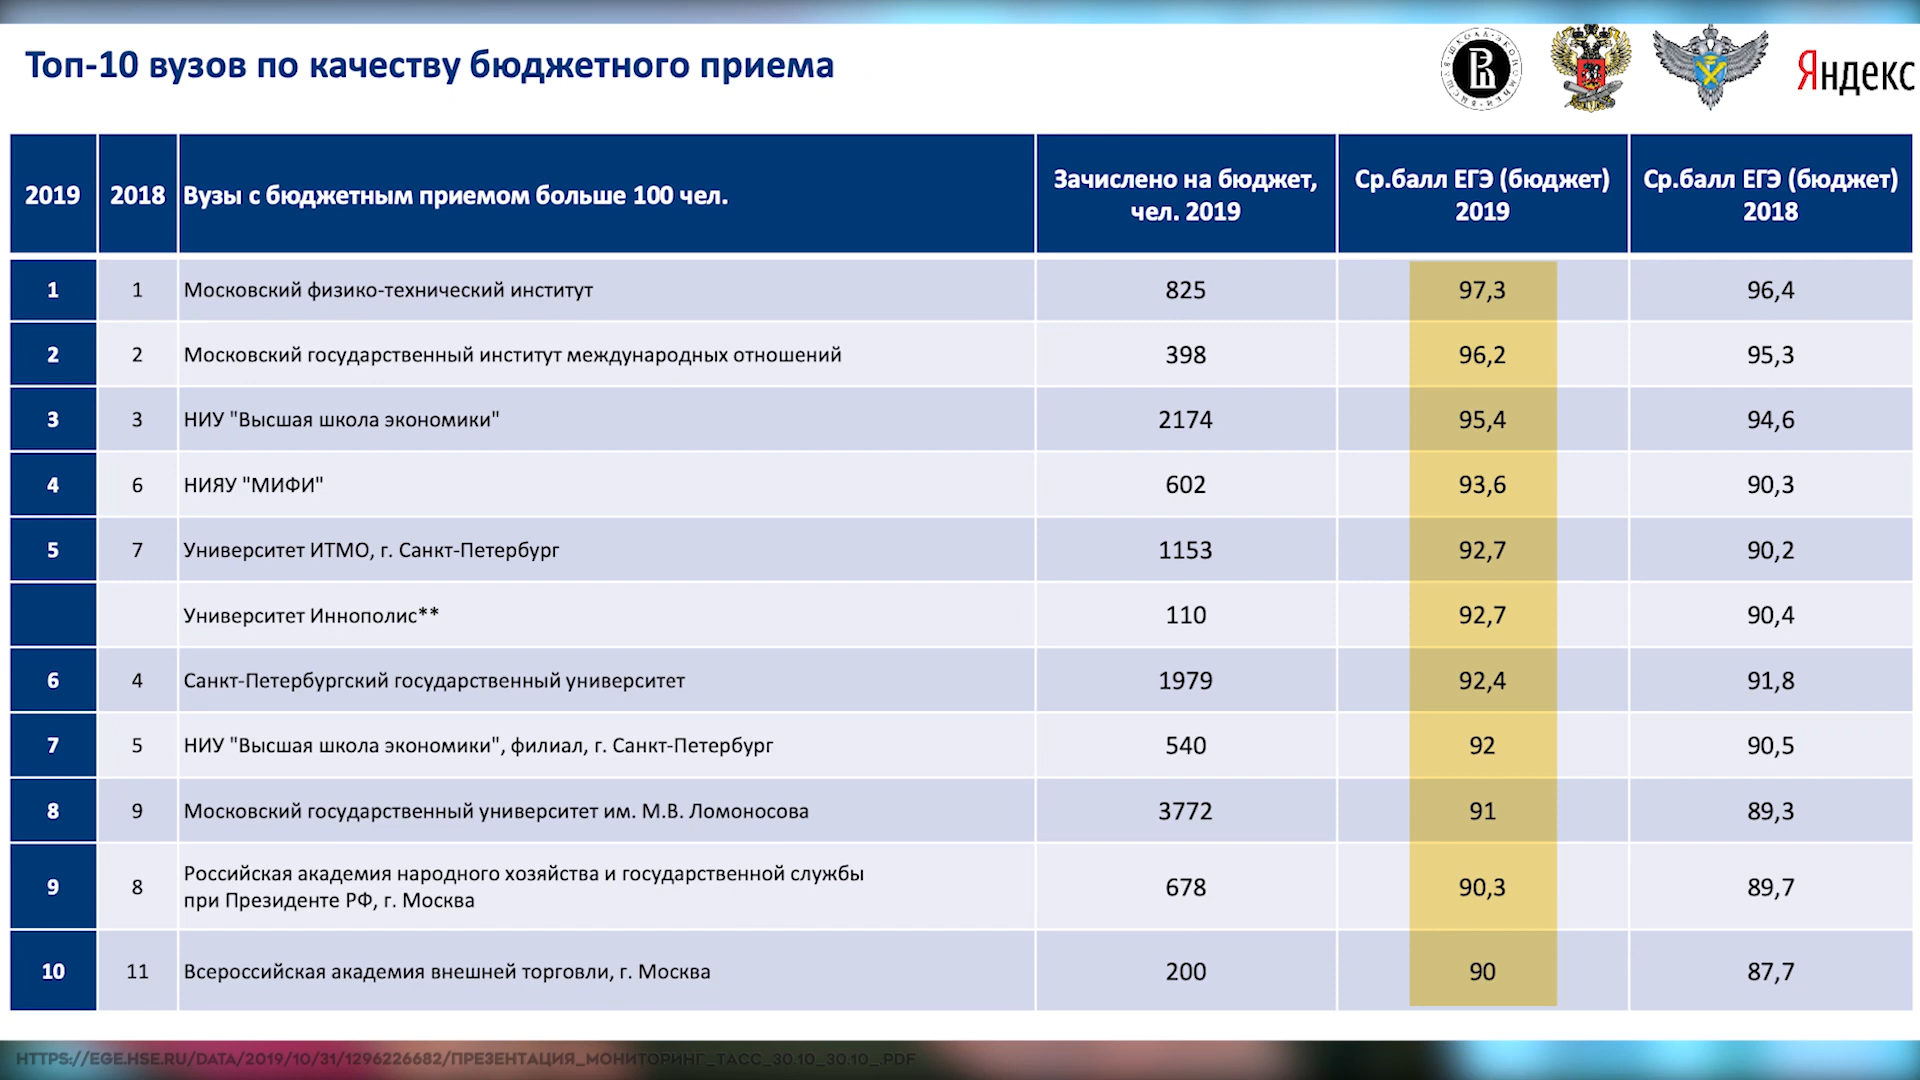 Топ-10 вузов по качеству бюджетного приема
Яндекс
2019 2018 Вузы с бюджетным приемом больше 100 чел. Зачислено на бюджет, чел. 2019 Ср.балл ЕГЭ (бюджет) 2019 Ср.балл ЕГЭ (бюджет) 2018
1 1 Московский физико-технический институт 825 97,3 96,4
2 2 Московский государственный институт международных отношений 398 96,2 95,3
3 3 НИУ "Высшая школа экономики" 2174 95,4 94,6
4 6 НИЯУ "МИФИ" 602 93,6 90,3
5 7 Университет ИТМО, г. Санкт-Петербург 1153 92,7 90,2
Университет Иннополис** 110 92,7 90,4
6 4 Санкт-Петербургский государственный университет 1979 92,4 91,8
7 5 НИУ "Высшая школа экономики", филиал, г. Санкт-Петербург 540 92 90,5
8 9 Московский государственный университет им. М.В. Ломоносова 3772 91 89,3
9 8 Российская академия народного хозяйства и государственной службы
при Президенте РФ, г. Москва 678 90,3 89,7
10 11 Всероссийская академия внешней торговли, г. Москва 200 90 87,7
HTTPS://EGE.HSE.RU/DATA/2019/10/31/1296226682/ПРЕЗЕНТАЦИЯ_МОНИТОРИНГ_ТАСС_30.10_30.10_.PDF